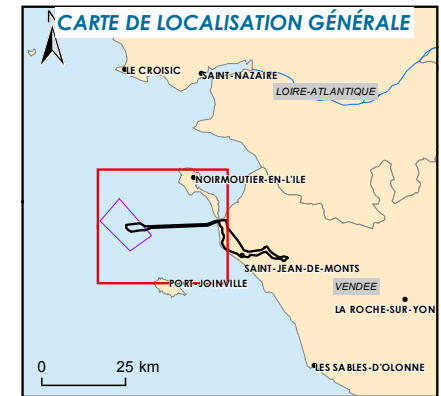 CARTE DE LOCALISATION GÉNÉRALE
LE CROISIC
SAINT-NAZAIRE
LOIRE-ATLANTIQUE
NOIRMOUTIER-EN-L'ILE
SAINT-JEAN-DE-MONTS
PORT-JOINVILLE
VENDEE
LA ROCHE-SUR-YON
0 25 km
LES SABLES-D'OLONNE